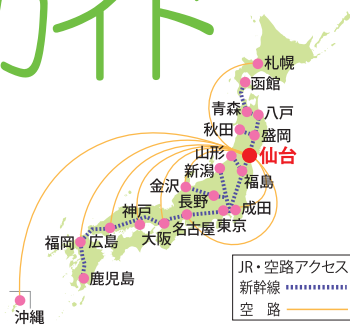 ガイド
札幌
函館
青森
八戸
秋田
盛岡
山形
仙台
新潟
福島
金沢
長野
成田
神戸
東京
名古屋
福岡
広島
大阪
鹿児島
沖縄
JR・空路アクセス
新幹線
空　路